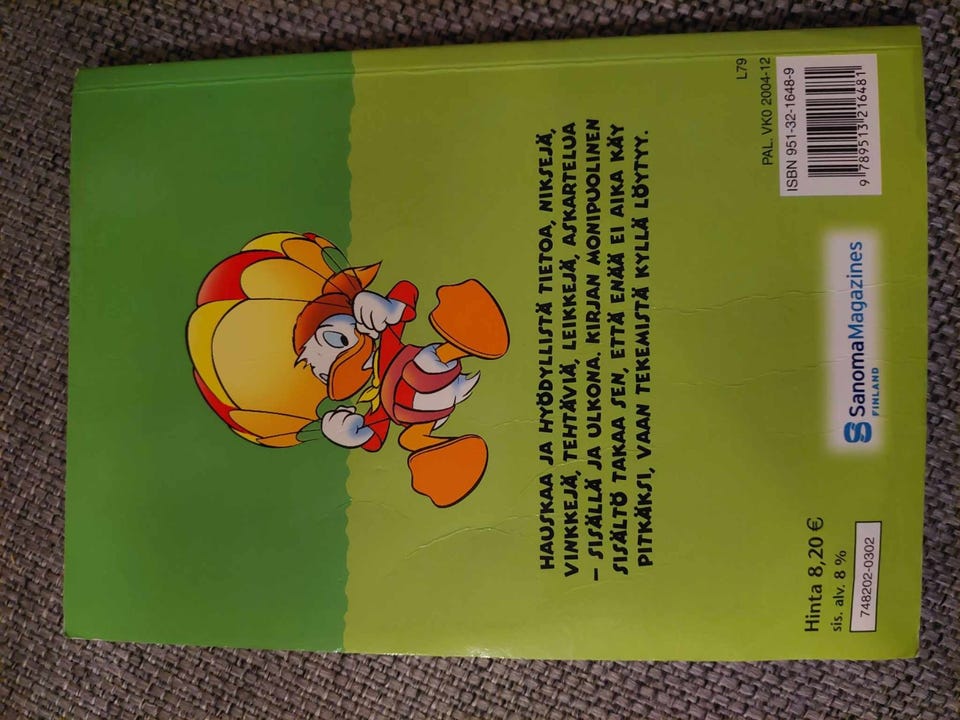 HAUSKAA JA HYÖDYLLISTÄ TIETOA, NIKSEJÄ,
VINKKEJÄ, TEHTÄVIÄ, LEIKKEJÄ, ASKARTELUA
– SISÄLLÄ JA ULKONA. KIRJAN MONIPUOLINEN
SISÄLTÖ TAKAA SEN, ETTÄ ENÄÄ EI AIKA KÄY
PITKÄKSI, VAAN TEKEMISTÄ KYLLÄ LÖYTYY.
L79
PAL. VKO 2004-12
ISBN 951-32-1648-9
9 789513 216481
SanomaMagazines
FINLAND
Hinta 8,20 €
sis. alv. 8 %
748202-0302